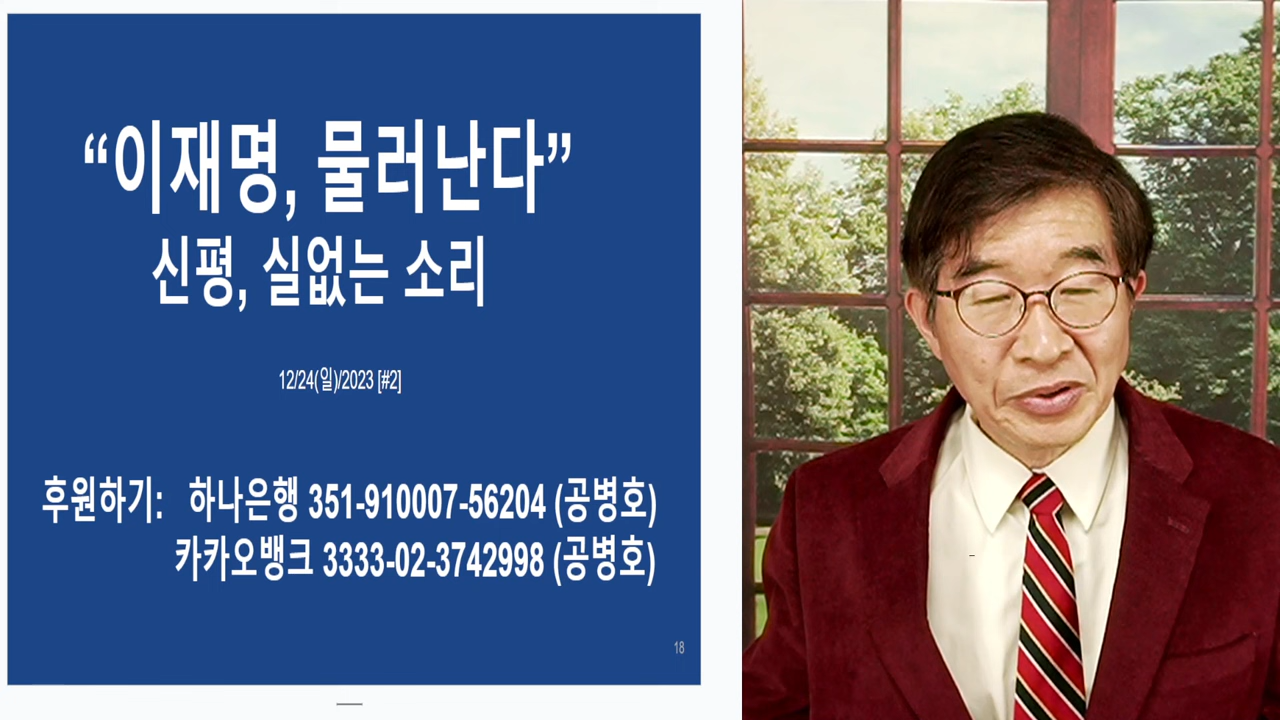 “이재명, 물러난다”
신평, 실없는 소리
12/24(일)/2023 [#2]
후원하기: 하나은행 351-910007-56204 (공병호)
카카오뱅크 3333-02-3742998 (공병호)
18